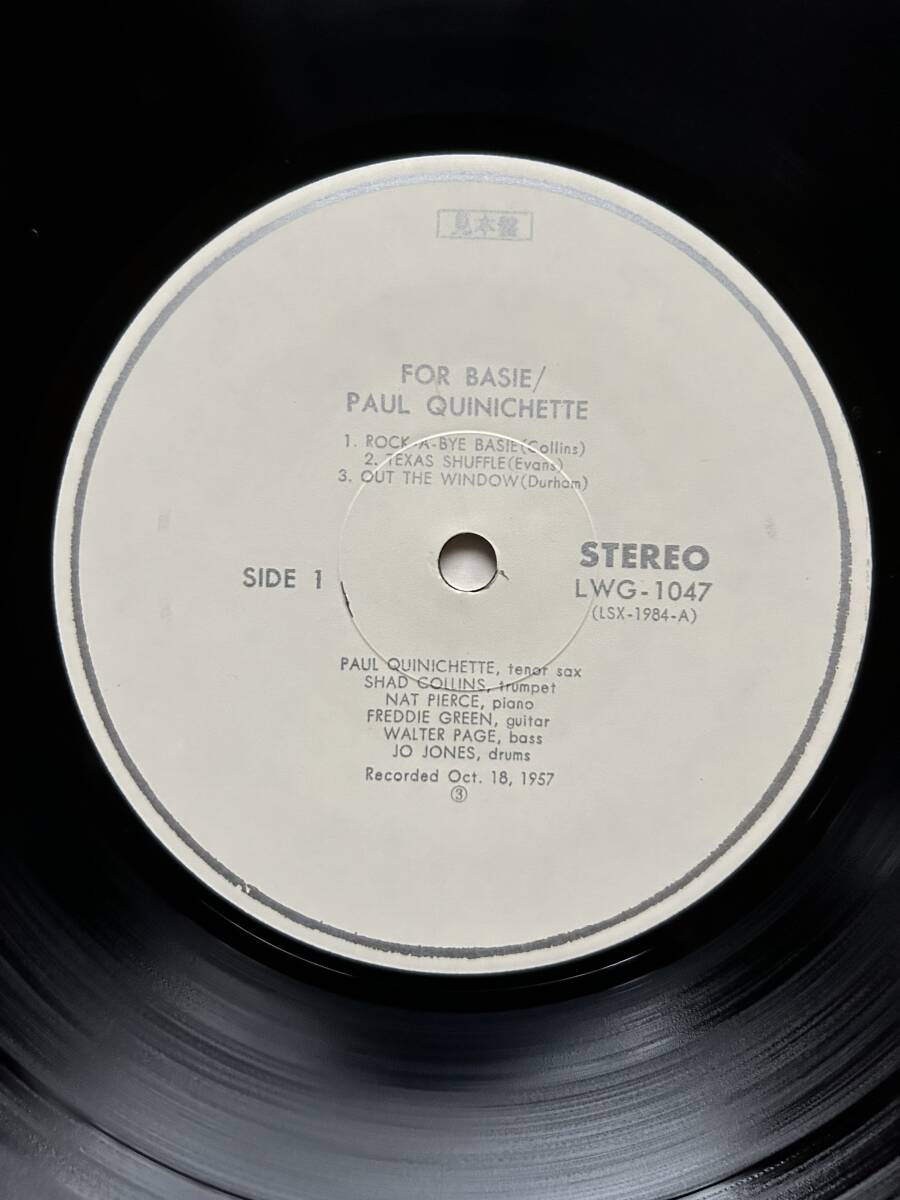 見本盤
FOR BASIE/
PAUL QUINICHETTE
1. ROCK-A-BYE BASIE(Collins)
2. TEXAS SHUFFLE(Evans)
3. OUT THE WINDOW(Durham)
SIDE 1
STEREO
LWG-1047
(LSX-1984-A)
PAUL QUINICHETTE, tenor sax
SHAD COLLINS, trumpet
NAT PIERCE, piano
FREDDIE GREEN, guitar
WALTER PAGE, bass
JO JONES, drums
Recorded Oct. 18, 1957
③